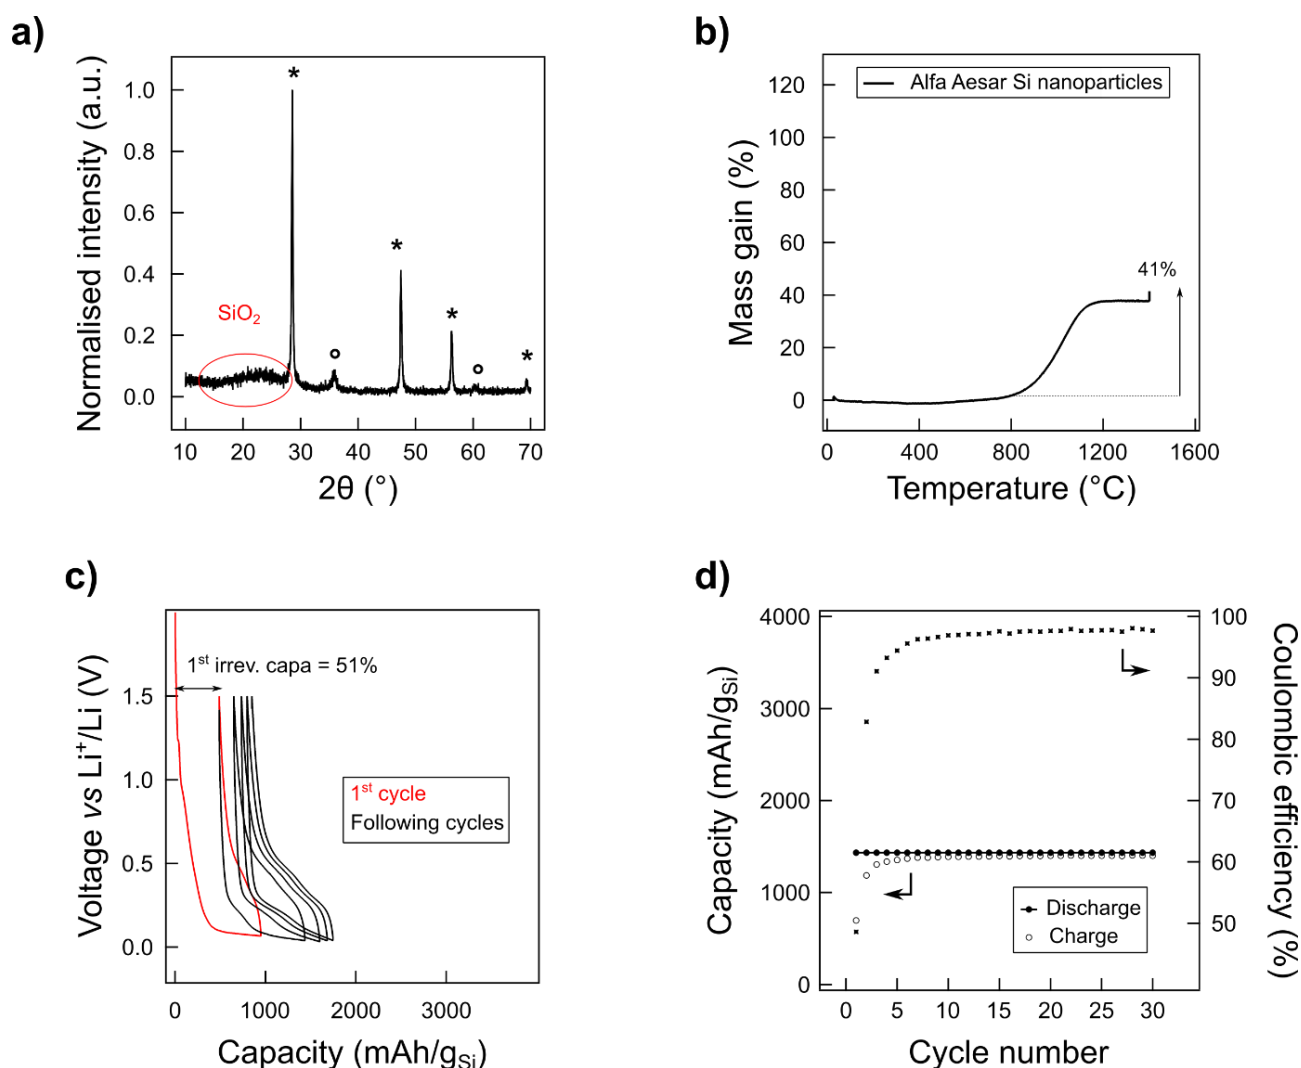 a)
Normalised intensity (a.u.)
1.0
0.8
0.6
0.4
0.2
0.0
SiO2
*
*
*
*
10 20 30 40 50 60 70
2θ (°)
b)
Mass gain (%)
120
100
80
60
40
20
0
Alfa Aesar Si nanoparticles
41%
0 400 800 1200 1600
Temperature (°C)
c)
Voltage vs Li+/Li (V)
1.5
1.0
0.5
0.0
1st irrev. capa = 51%
1st cycle
Following cycles
0 1000 2000 3000
Capacity (mAh/gSi)
d)
Capacity (mAh/gSi)
4000
3000
2000
1000
0
Discharge
Charge
100
90
80
70
60
50
Coulombic efficiency (%)
0 5 10 15 20 25 30
Cycle number